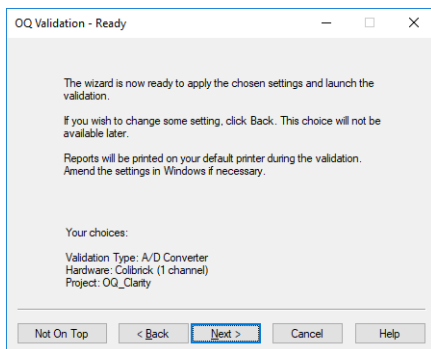 OQ Validation - Ready
The wizard is now ready to apply the chosen settings and launch the
validation.
If you wish to change some setting, click Back. This choice will not be
available later.
Reports will be printed on your default printer during the validation.
Amend the settings in Windows if necessary.
Your choices:
Validation Type: A/D Converter
Hardware: Colibrick (1 channel)
Project: OQ_Clarity
Not On Top
< Back
Next >
Cancel
Help